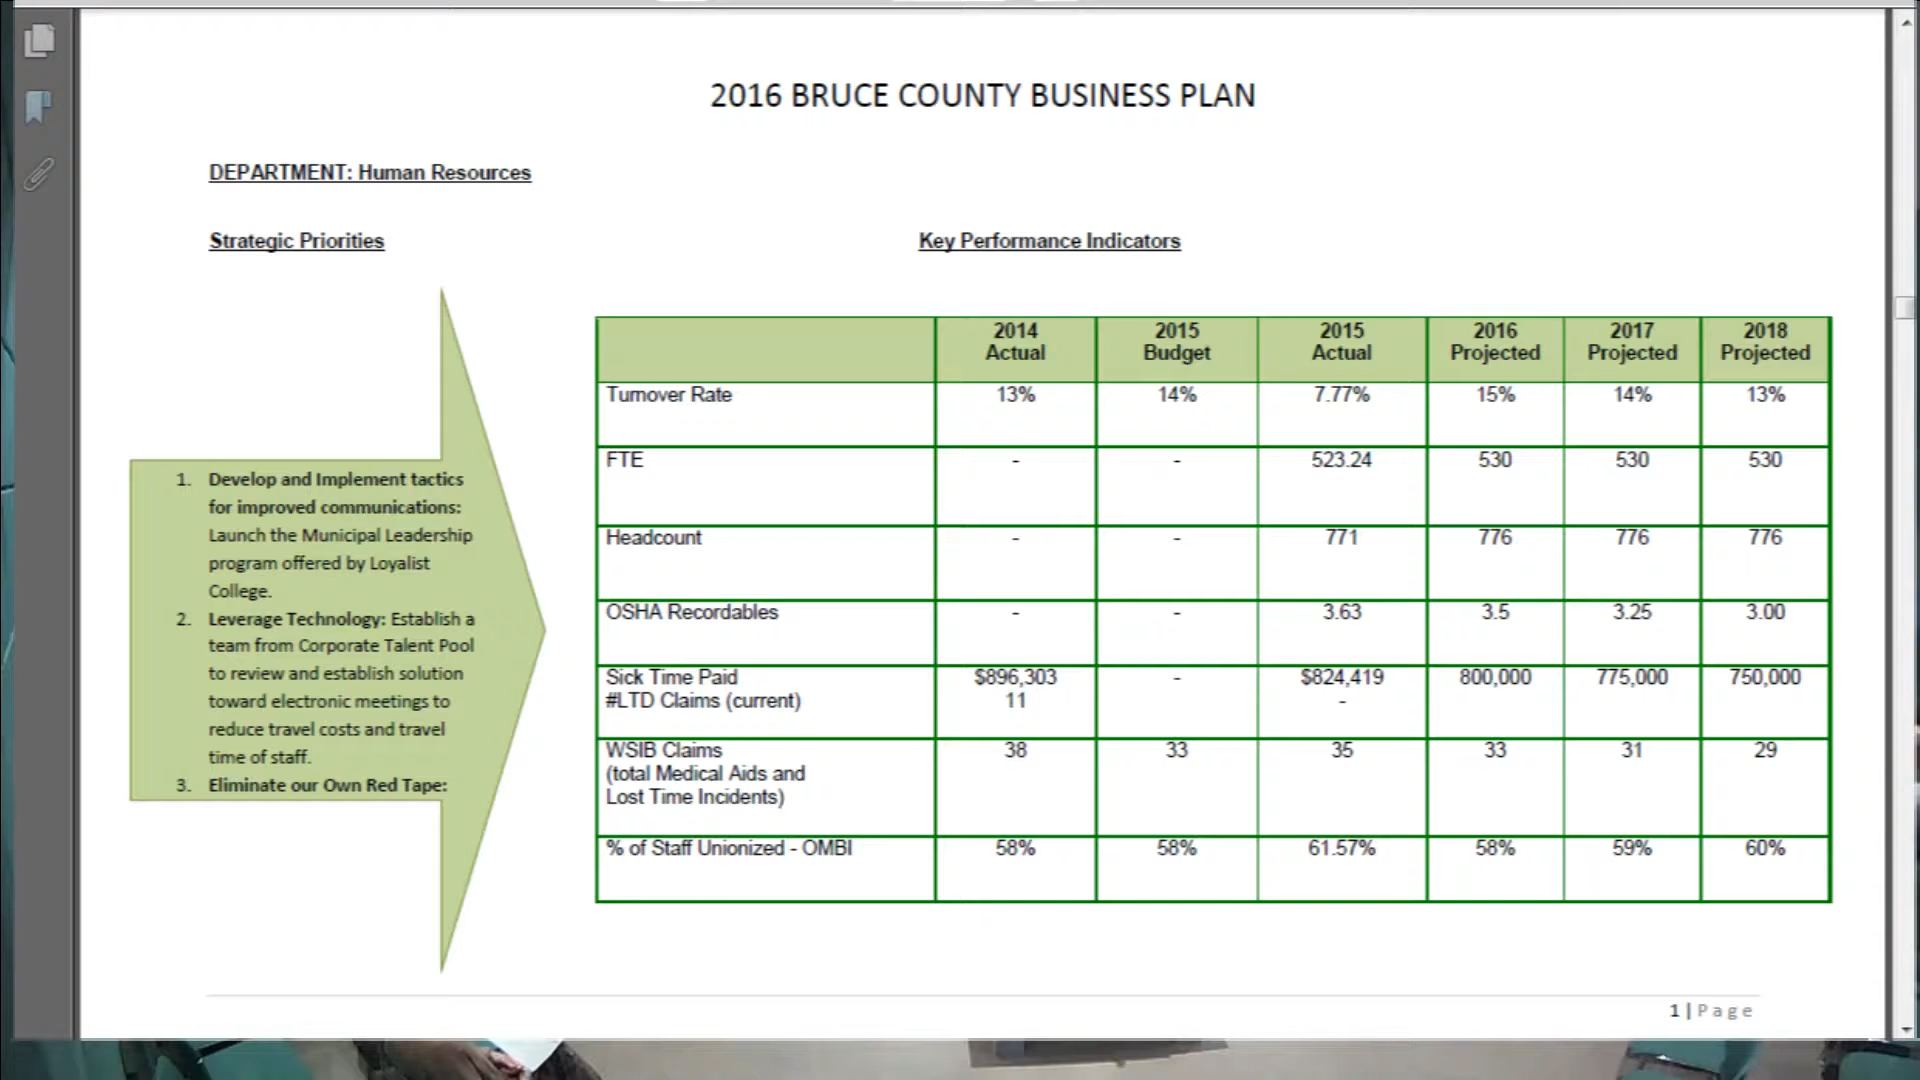 2016 BRUCE COUNTY BUSINESS PLAN
DEPARTMENT: Human Resources
Strategic Priorities
Key Performance Indicators
1. Develop and Implement tactics
for improved communications:
Launch the Municipal Leadership
program offered by Loyalist
College.
2. Leverage Technology: Establish a
team from Corporate Talent Pool
to review and establish solution
toward electronic meetings to
reduce travel costs and travel
time of staff.
3. Eliminate our Own Red Tape:
2014 Actual 2015 Budget 2015 Actual 2016 Projected 2017 Projected 2018 Projected
Turnover Rate 13% 14% 7.77% 15% 14% 13%
FTE - - 523.24 530 530 530
Headcount - - 771 776 776 776
OSHA Recordables - - 3.63 3.5 3.25 3.00
Sick Time Paid $896,303 - $824,419 800,000 775,000 750,000
#LTD Claims (current) 11 -
WSIB Claims 38 33 35 33 31 29
(total Medical Aids and
Lost Time Incidents)
% of Staff Unionized - OMBI 58% 58% 61.57% 58% 59% 60%
1 | Page